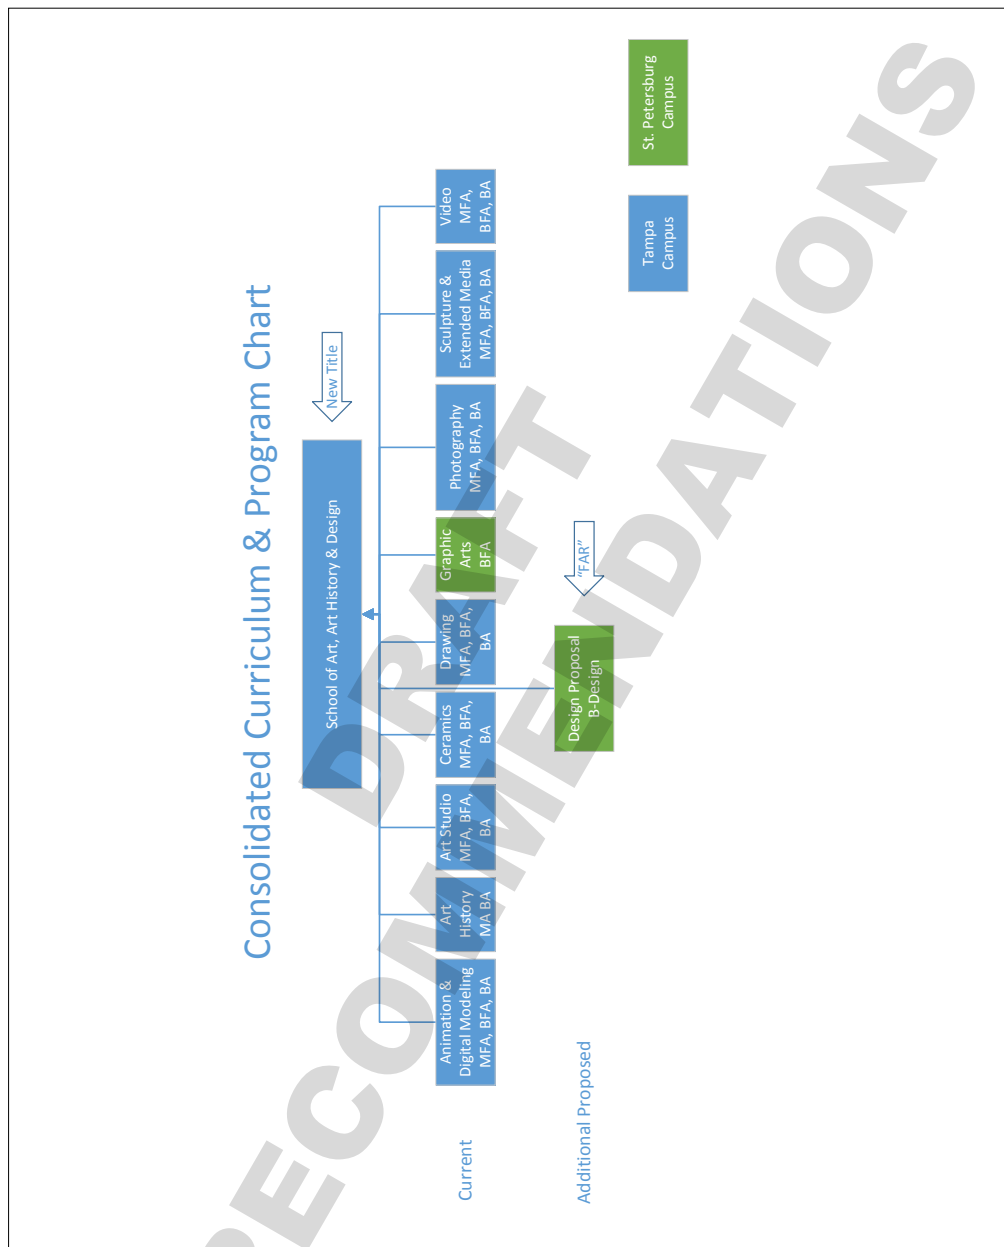 Consolidated Curriculum & Program Chart
New Title
School of Art, Art History & Design
Current
Animation &
Digital Modeling
MFA, BFA, BA
Art
History
MA BA
Art Studio
MFA, BFA,
BA
Ceramics
MFA, BFA,
BA
Drawing
MFA, BFA,
BA
Graphic
Arts
BFA
Photography
MFA, BFA, BA
Sculpture &
Extended Media
MFA, BFA, BA
Video
MFA,
BFA, BA
Additional Proposed
Design Proposal
B-Design
"FAR"
Tampa
Campus
St. Petersburg
Campus
DRAFT
RECOMMENDATIONS